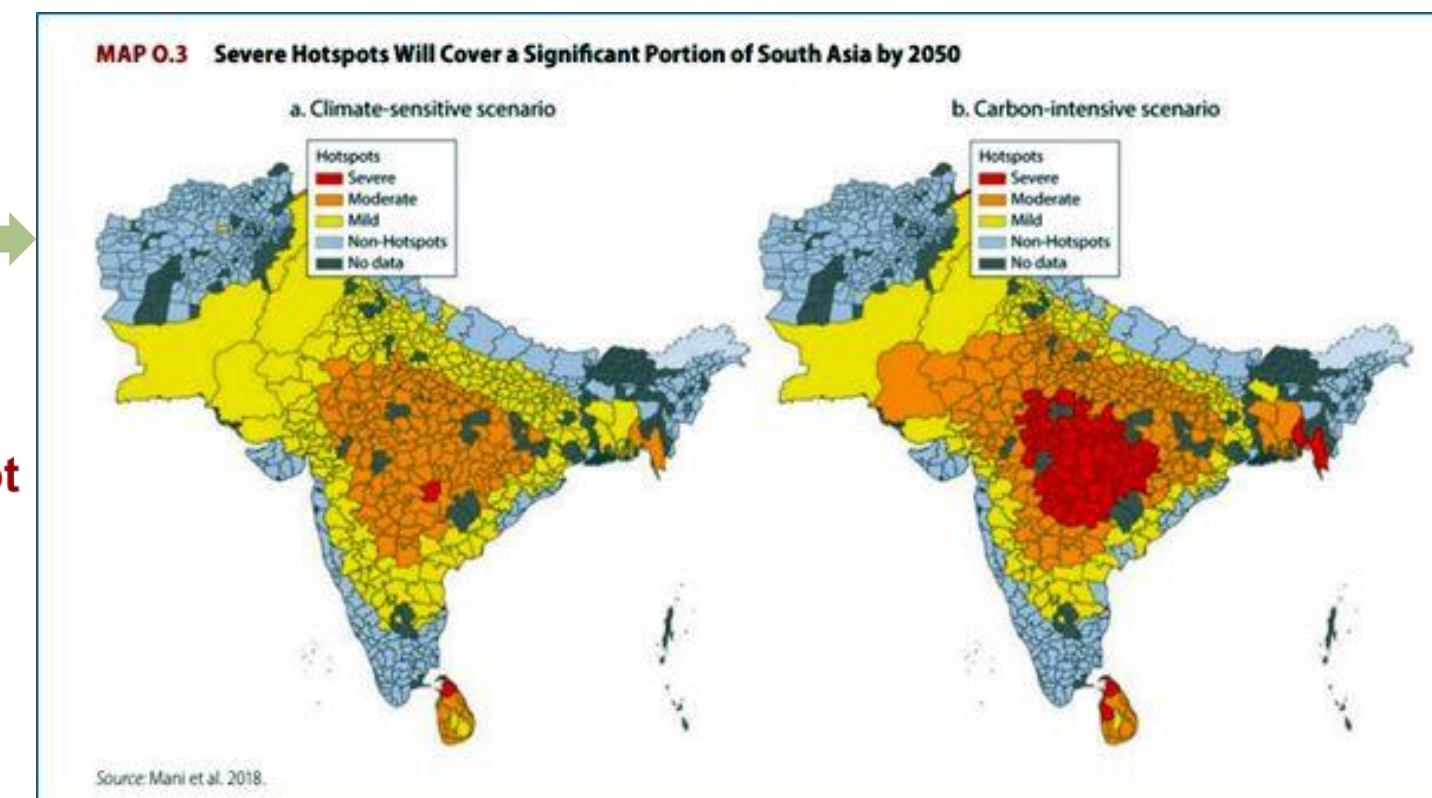 MAP O.3 Severe Hotspots Will Cover a Significant Portion of South Asia by 2050
a. Climate-sensitive scenario
Hotspots
Severe
Moderate
Mild
Non-Hotspots
No data
b. Carbon-intensive scenario
Hotspots
Severe
Moderate
Mild
Non-Hotspots
No data
Source: Mani et al. 2018.